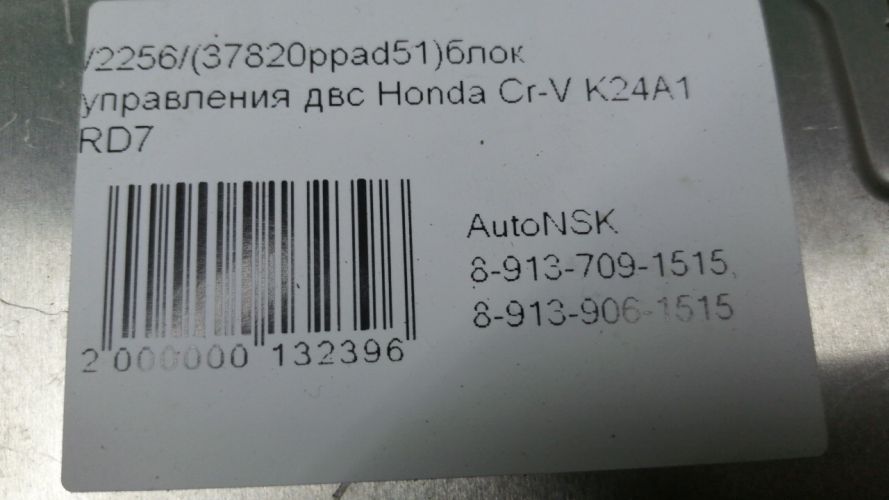 /2256/(37820ppad51)блок
управления двс Honda Cr-V K24A1
RD7
AutoNSK
8-913-709-1515,
8-913-906-1515
2 000000 132396